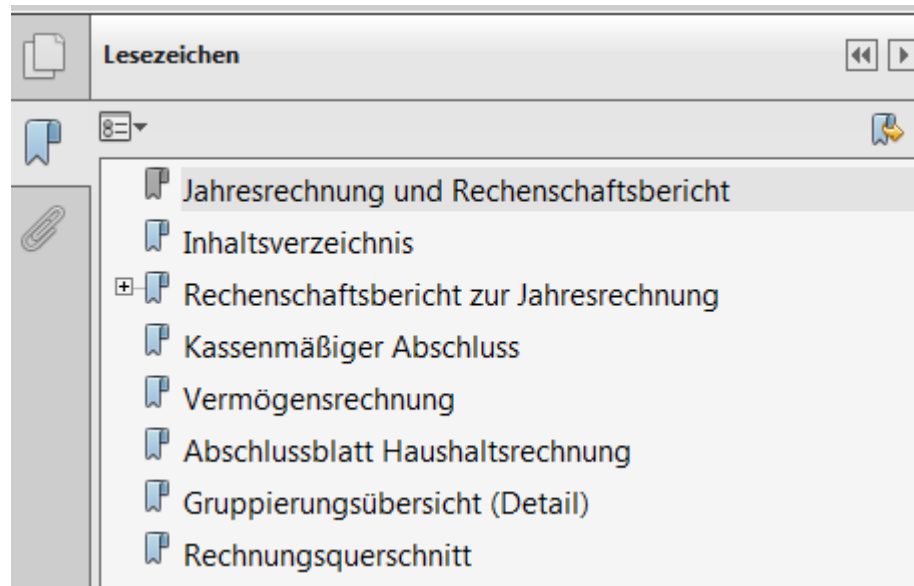 Lesezeichen
Jahresrechnung und Rechenschaftsbericht
Inhaltsverzeichnis
Rechenschaftsbericht zur Jahresrechnung
Kassenmäßiger Abschluss
Vermögensrechnung
Abschlussblatt Haushaltsrechnung
Gruppierungsübersicht (Detail)
Rechnungsquerschnitt